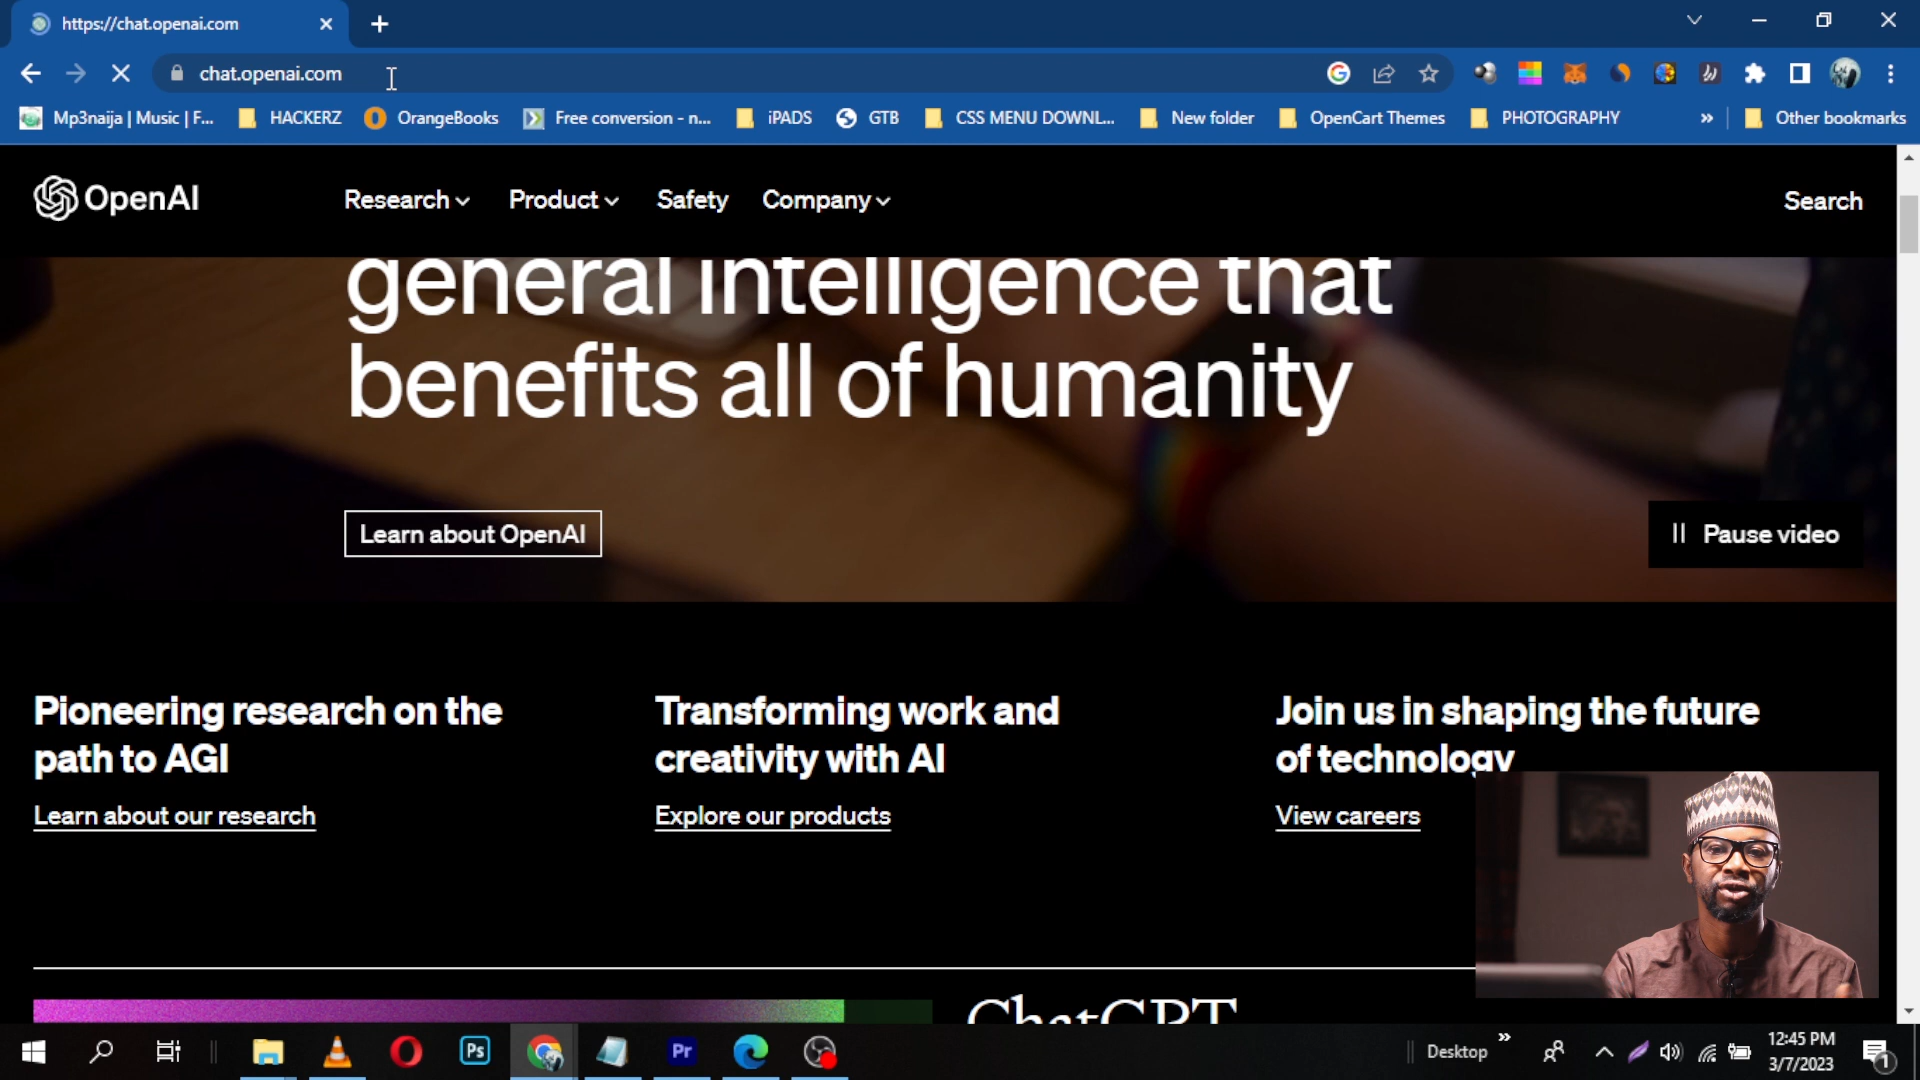 https://chat.openai.com
chat.openai.com
Mp3naija | Music | F...
HACKERZ
OrangeBooks
Free conversion - n...
iPADS
GTB
CSS MENU DOWNL...
New folder
OpenCart Themes
PHOTOGRAPHY
»
Other bookmarks
OpenAI
Research
Product
Safety
Company
Search
general intelligence that
benefits all of humanity
Learn about OpenAI
Pause video
Pioneering research on the
path to AGI
Learn about our research
Transforming work and
creativity with AI
Explore our products
Join us in shaping the future
of technology
View careers
ChatGPT
Ps
Pr
Desktop
»
12:45 PM
3/7/2023
1